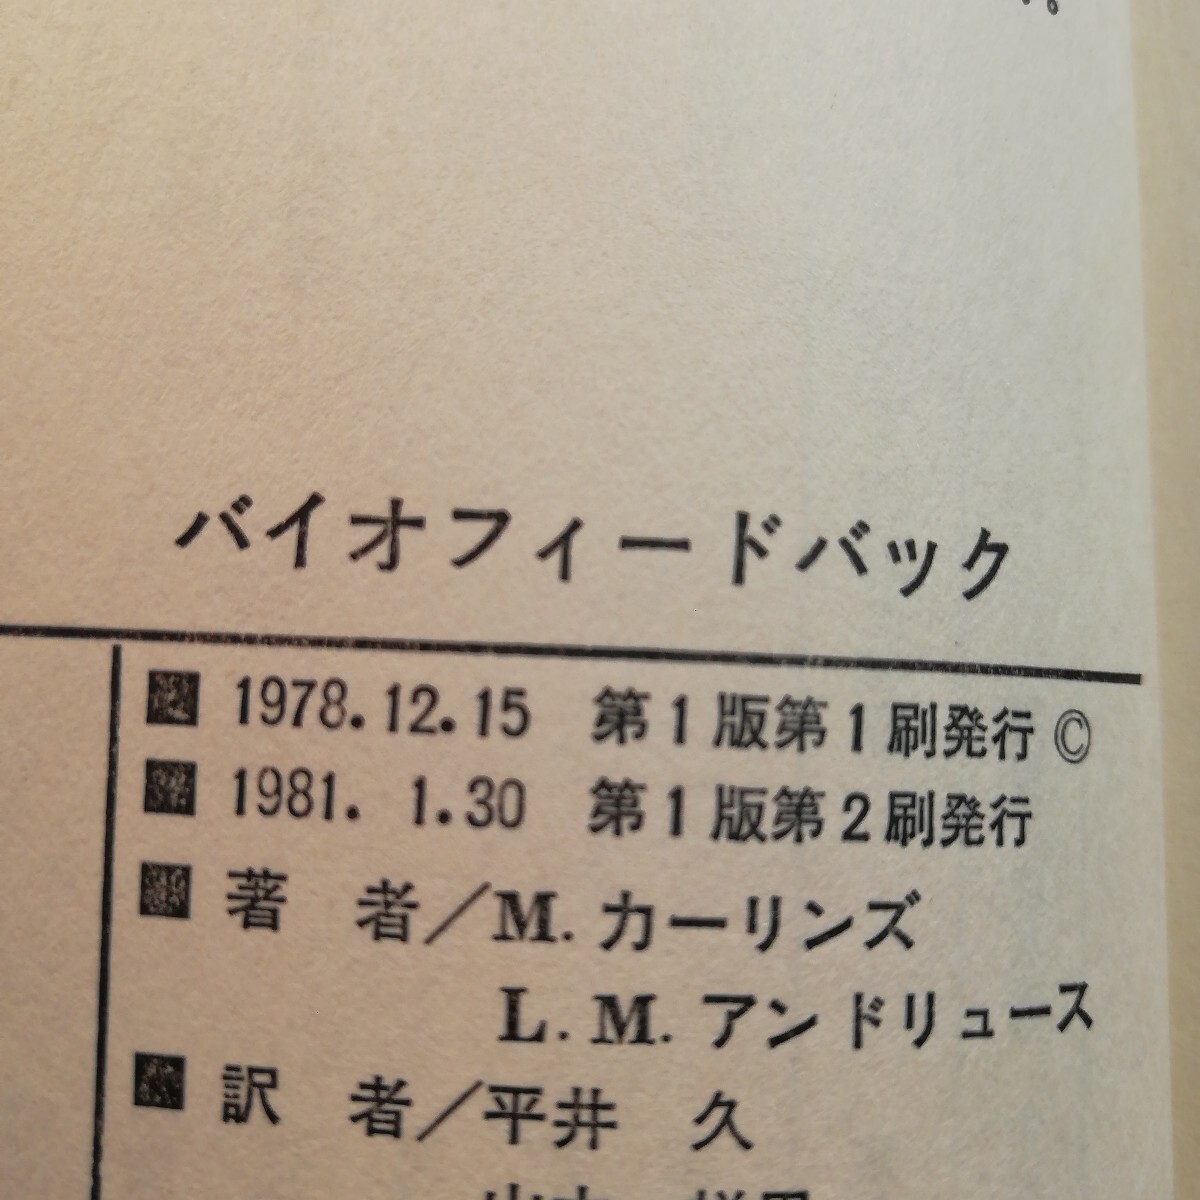 バイオフィードバック
■ 1978.12.15 第1版第1刷発行 ©
■ 1981. 1.30 第1版第2刷発行
■ 著 者／M. カーリンズ
L. M. アンドリュース
■ 訳 者／平井 久